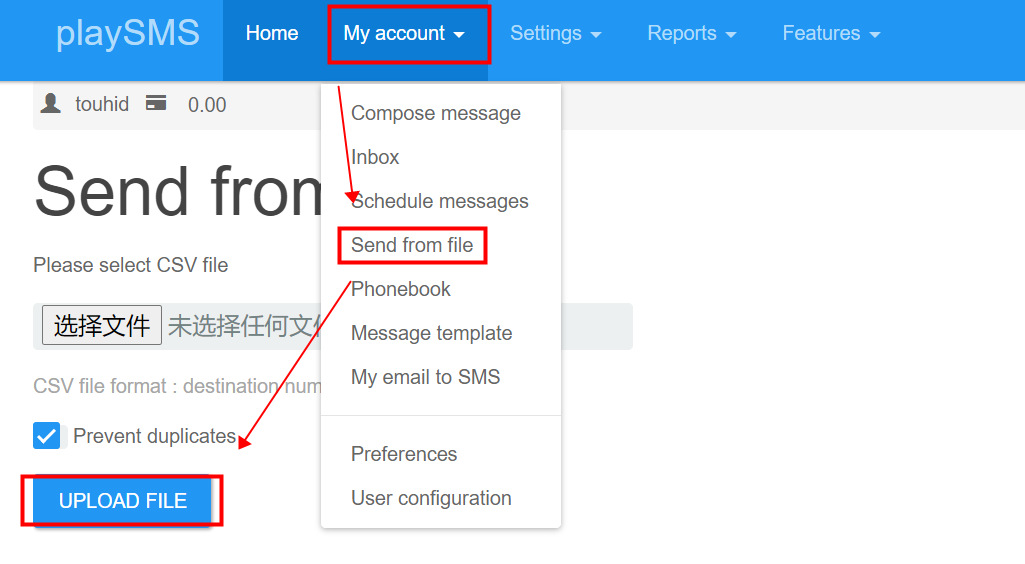 playSMS Home My account Settings Reports Features
touhid 0.00
Send from
Please select CSV file
选择文件 未选择任何文
CSV file format : destination num
Prevent duplicates
UPLOAD FILE
Compose message
Inbox
Schedule messages
Send from file
Phonebook
Message template
My email to SMS
Preferences
User configuration